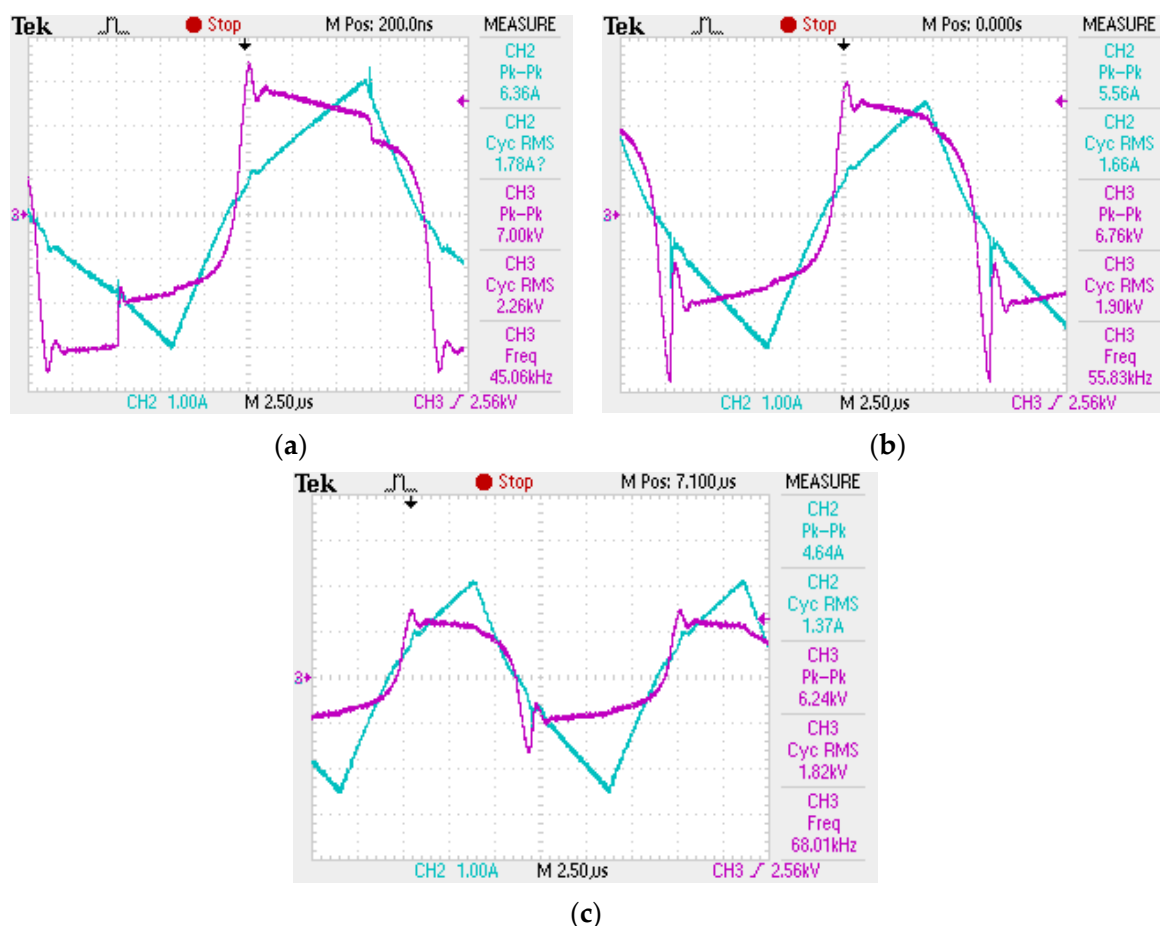 Tek Stop M Pos: 200.0ns MEASURE
CH2
Pk-Pk
6.36A
CH2
Cyc RMS
1.78A?
CH3
Pk-Pk
7.00kV
CH3
Cyc RMS
2.26kV
CH3
Freq
45.06kHz
3
CH2 1.00A M 2.50µs CH3 2.56kV
(a)
Tek Stop M Pos: 0.000s MEASURE
CH2
Pk-Pk
5.56A
CH2
Cyc RMS
1.66A
CH3
Pk-Pk
6.76kV
CH3
Cyc RMS
1.90kV
CH3
Freq
55.83kHz
3
CH2 1.00A M 2.50µs CH3 2.56kV
(b)
Tek Stop M Pos: 7.100µs MEASURE
CH2
Pk-Pk
4.64A
CH2
Cyc RMS
1.37A
CH3
Pk-Pk
6.24kV
CH3
Cyc RMS
1.82kV
CH3
Freq
68.01kHz
3
CH2 1.00A M 2.50µs CH3 2.56kV
(c)